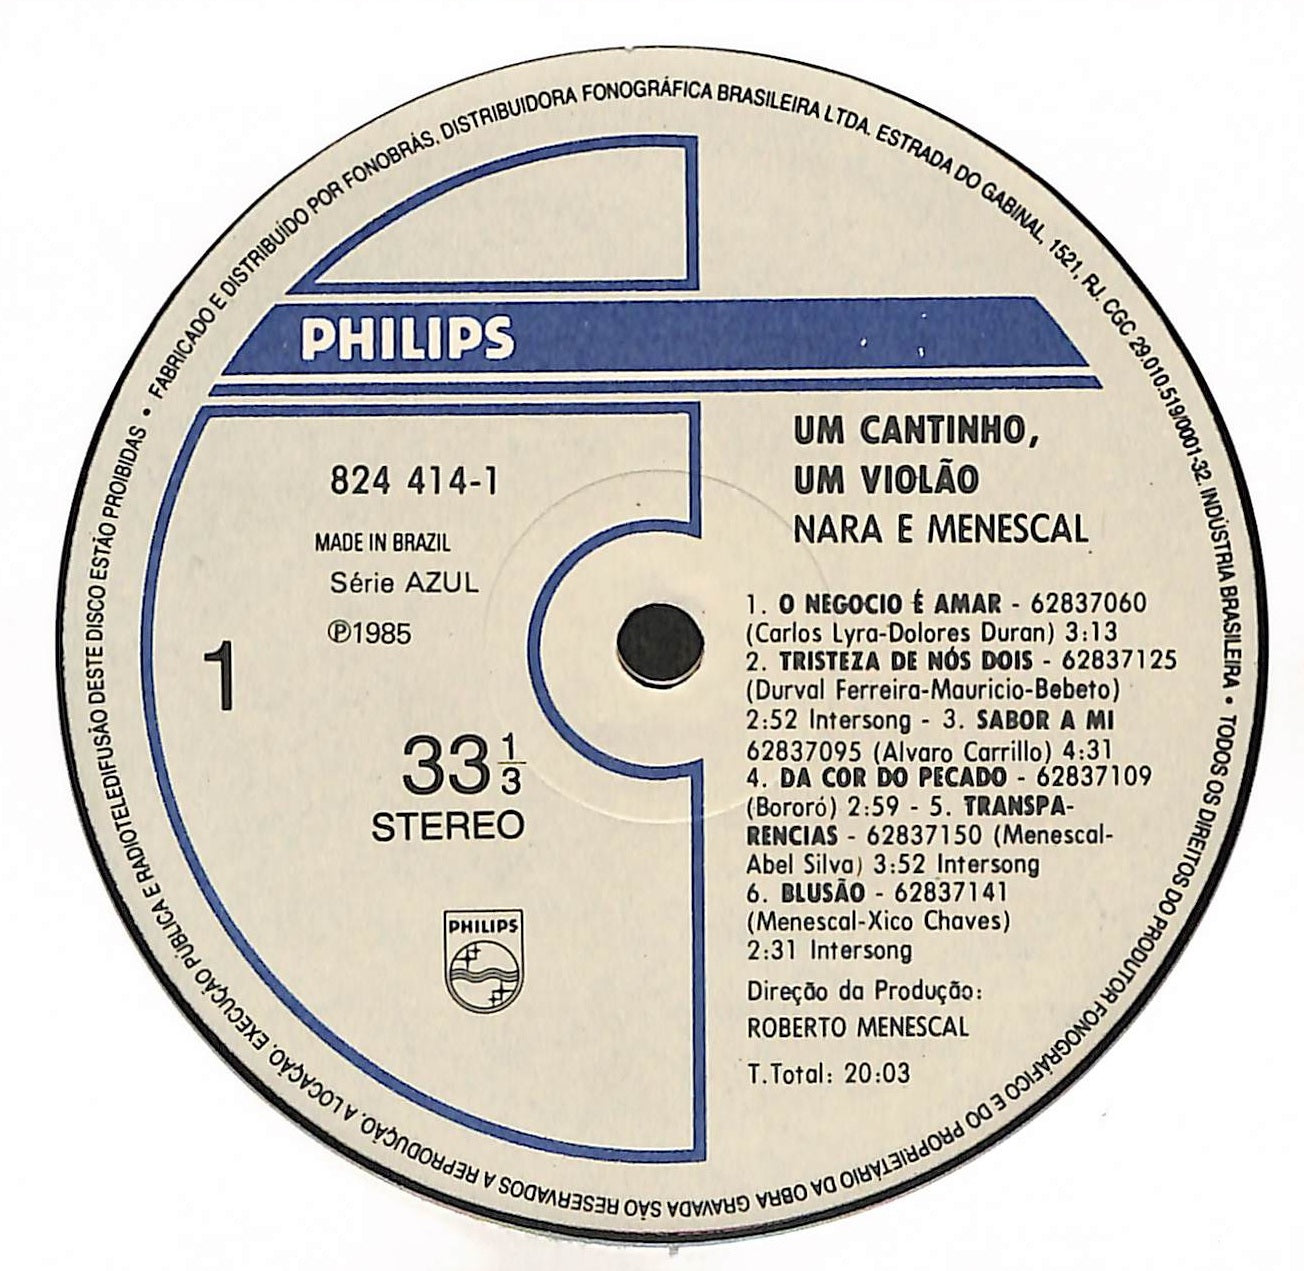 FABRICADO E DISTRIBUÍDO POR FONOBRÁS. DISTRIBUIDORA FONOGRÁFICA BRASILEIRA LTDA. ESTRADA DO GABINAL, 1521, RJ. CGC 29.010.519/0001-32. INDÚSTRIA BRASILEIRA • TODOS OS DIREITOS DO PRODUTOR FONOGRÁFICO E DO PROPRIETÁRIO DA OBRA GRAVADA SÃO RESERVADOS A REPRODUÇÃO. A LOCAÇÃO. EXECUÇÃO PÚBLICA E RADIOTELEDIFUSÃO DESTE DISCO ESTÃO PROIBIDAS •
PHILIPS
UM CANTINHO,
UM VIOLÃO
NARA E MENESCAL
824 414-1
MADE IN BRAZIL
Série AZUL
℗1985
1
33 1/3
STEREO
PHILIPS
1. O NEGOCIO É AMAR - 62837060
(Carlos Lyra-Dolores Duran) 3:13
2. TRISTEZA DE NÓS DOIS - 62837125
(Durval Ferreira-Mauricio-Bebeto)
2:52 Intersong - 3. SABOR A MI
62837095 (Alvaro Carrillo) 4:31
4. DA COR DO PECADO - 62837109
(Bororó) 2:59 - 5. TRANSPA-
RENCIAS - 62837150 (Menescal-
Abel Silva) 3:52 Intersong
6. BLUSÃO - 62837141
(Menescal-Xico Chaves)
2:31 Intersong
Direção da Produção:
ROBERTO MENESCAL
T.Total: 20:03